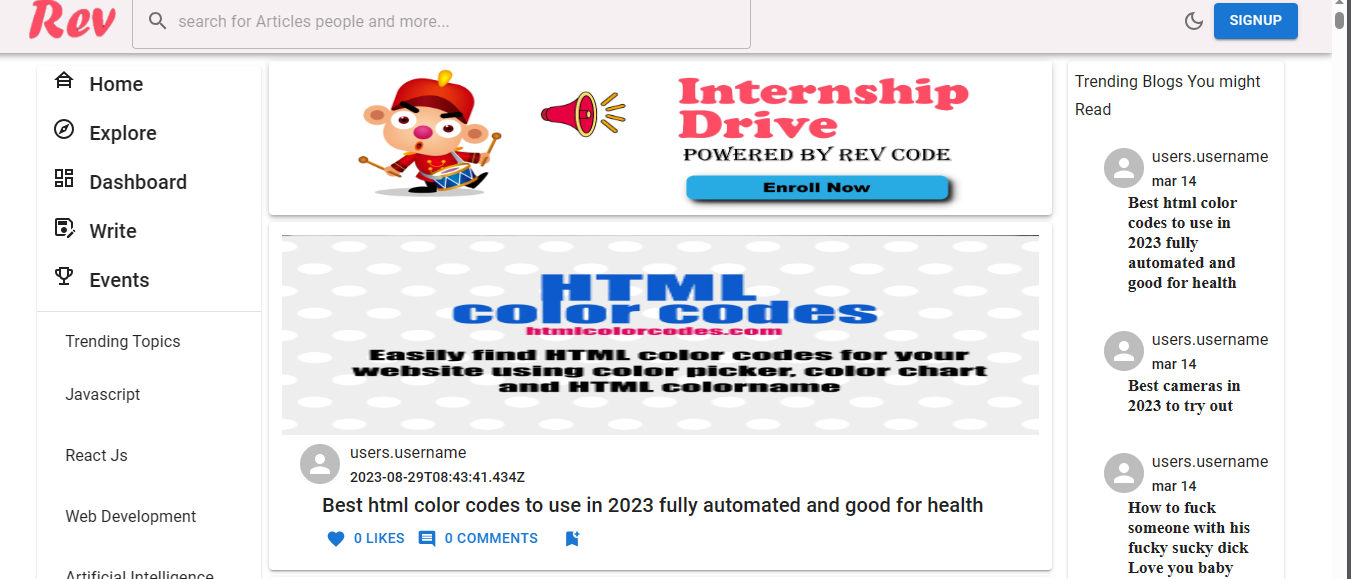 Rev
search for Articles people and more...
SIGNUP
Home
Explore
Dashboard
Write
Events
Trending Topics
Javascript
React Js
Web Development
Artificial Intelligence
Internship
Drive
POWERED BY REV CODE
Enroll Now
HTML
color codes
htmlcolorcodes.com
Easily find HTML color codes for your
website using color picker, color chart
and HTML colorname
users.username
2023-08-29T08:43:41.434Z
Best html color codes to use in 2023 fully automated and good for health
0 LIKES
0 COMMENTS
Trending Blogs You might
Read
users.username
mar 14
Best html color
codes to use in
2023 fully
automated and
good for health
users.username
mar 14
Best cameras in
2023 to try out
users.username
mar 14
How to fuck
someone with his
fucky sucky dick
Love you baby